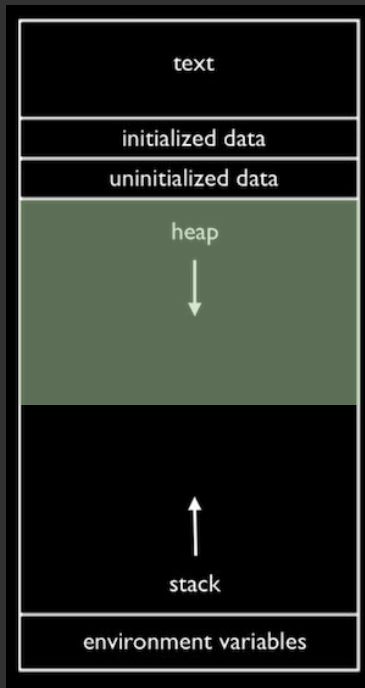 text
initialized data
uninitialized data
heap
stack
environment variables